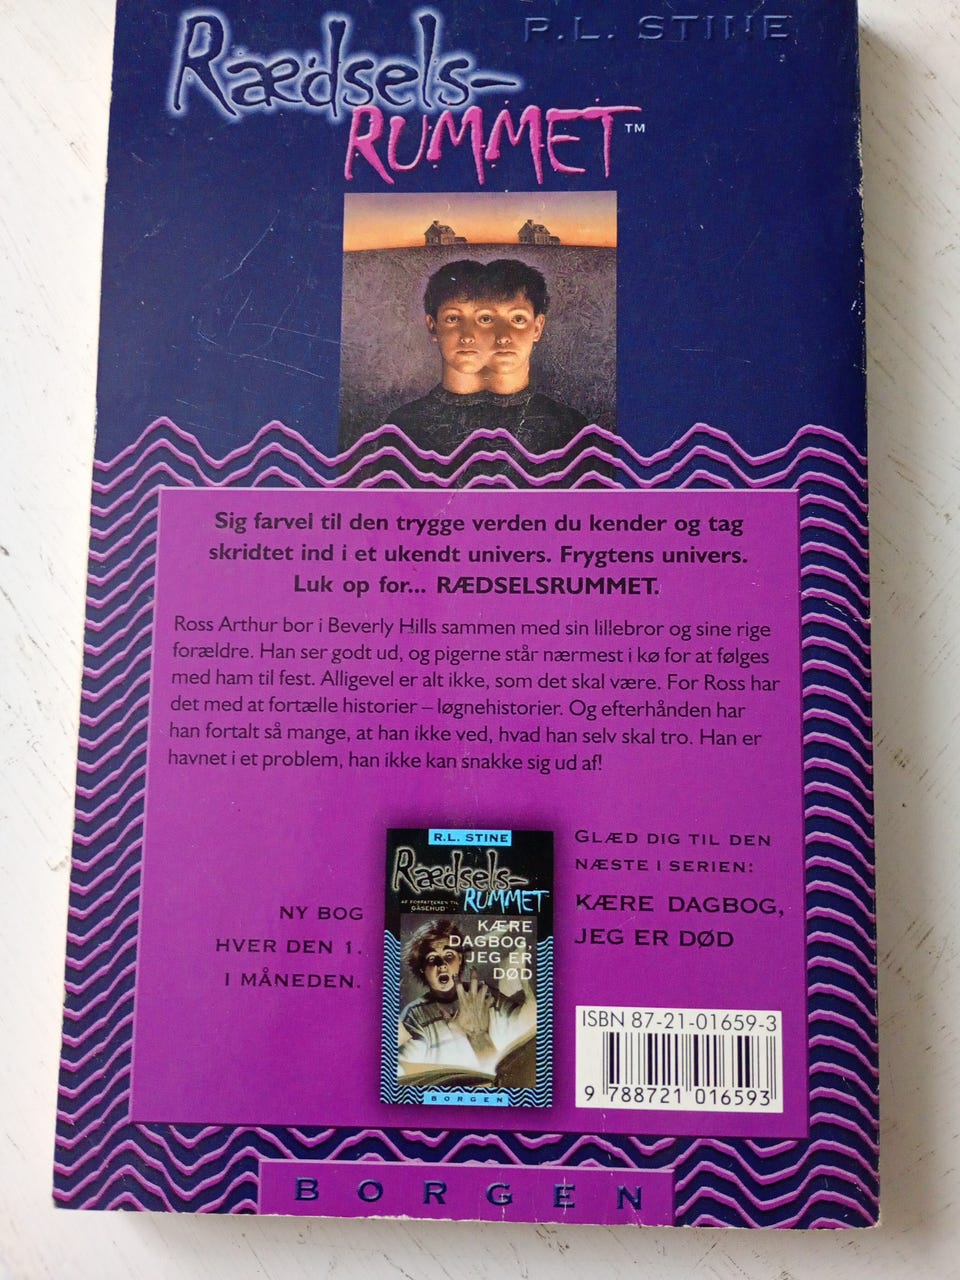 R.L. STINE
Rædsels-
RUMMET™
Sig farvel til den trygge verden du kender og tag
skridtet ind i et ukendt univers. Frygtens univers.
Luk op for... RÆDSELSRUMMET.
Ross Arthur bor i Beverly Hills sammen med sin lillebror og sine rige
forældre. Han ser godt ud, og pigerne står nærmest i kø for at følges
med ham til fest. Alligevel er alt ikke, som det skal være. For Ross har
det med at fortælle historier – løgnehistorier. Og efterhånden har
han fortalt så mange, at han ikke ved, hvad han selv skal tro. Han er
havnet i et problem, han ikke kan snakke sig ud af!
NY BOG
HVER DEN 1.
I MÅNEDEN.
R.L. STINE
Rædsels-
RUMMET
AF FORFATTEREN TIL
GÅSEHUD™
KÆRE
DAGBOG,
JEG ER
DØD
BORGEN
GLÆD DIG TIL DEN
NÆSTE I SERIEN:
KÆRE DAGBOG,
JEG ER DØD
ISBN 87-21-01659-3
9 788721 016593
BORGEN